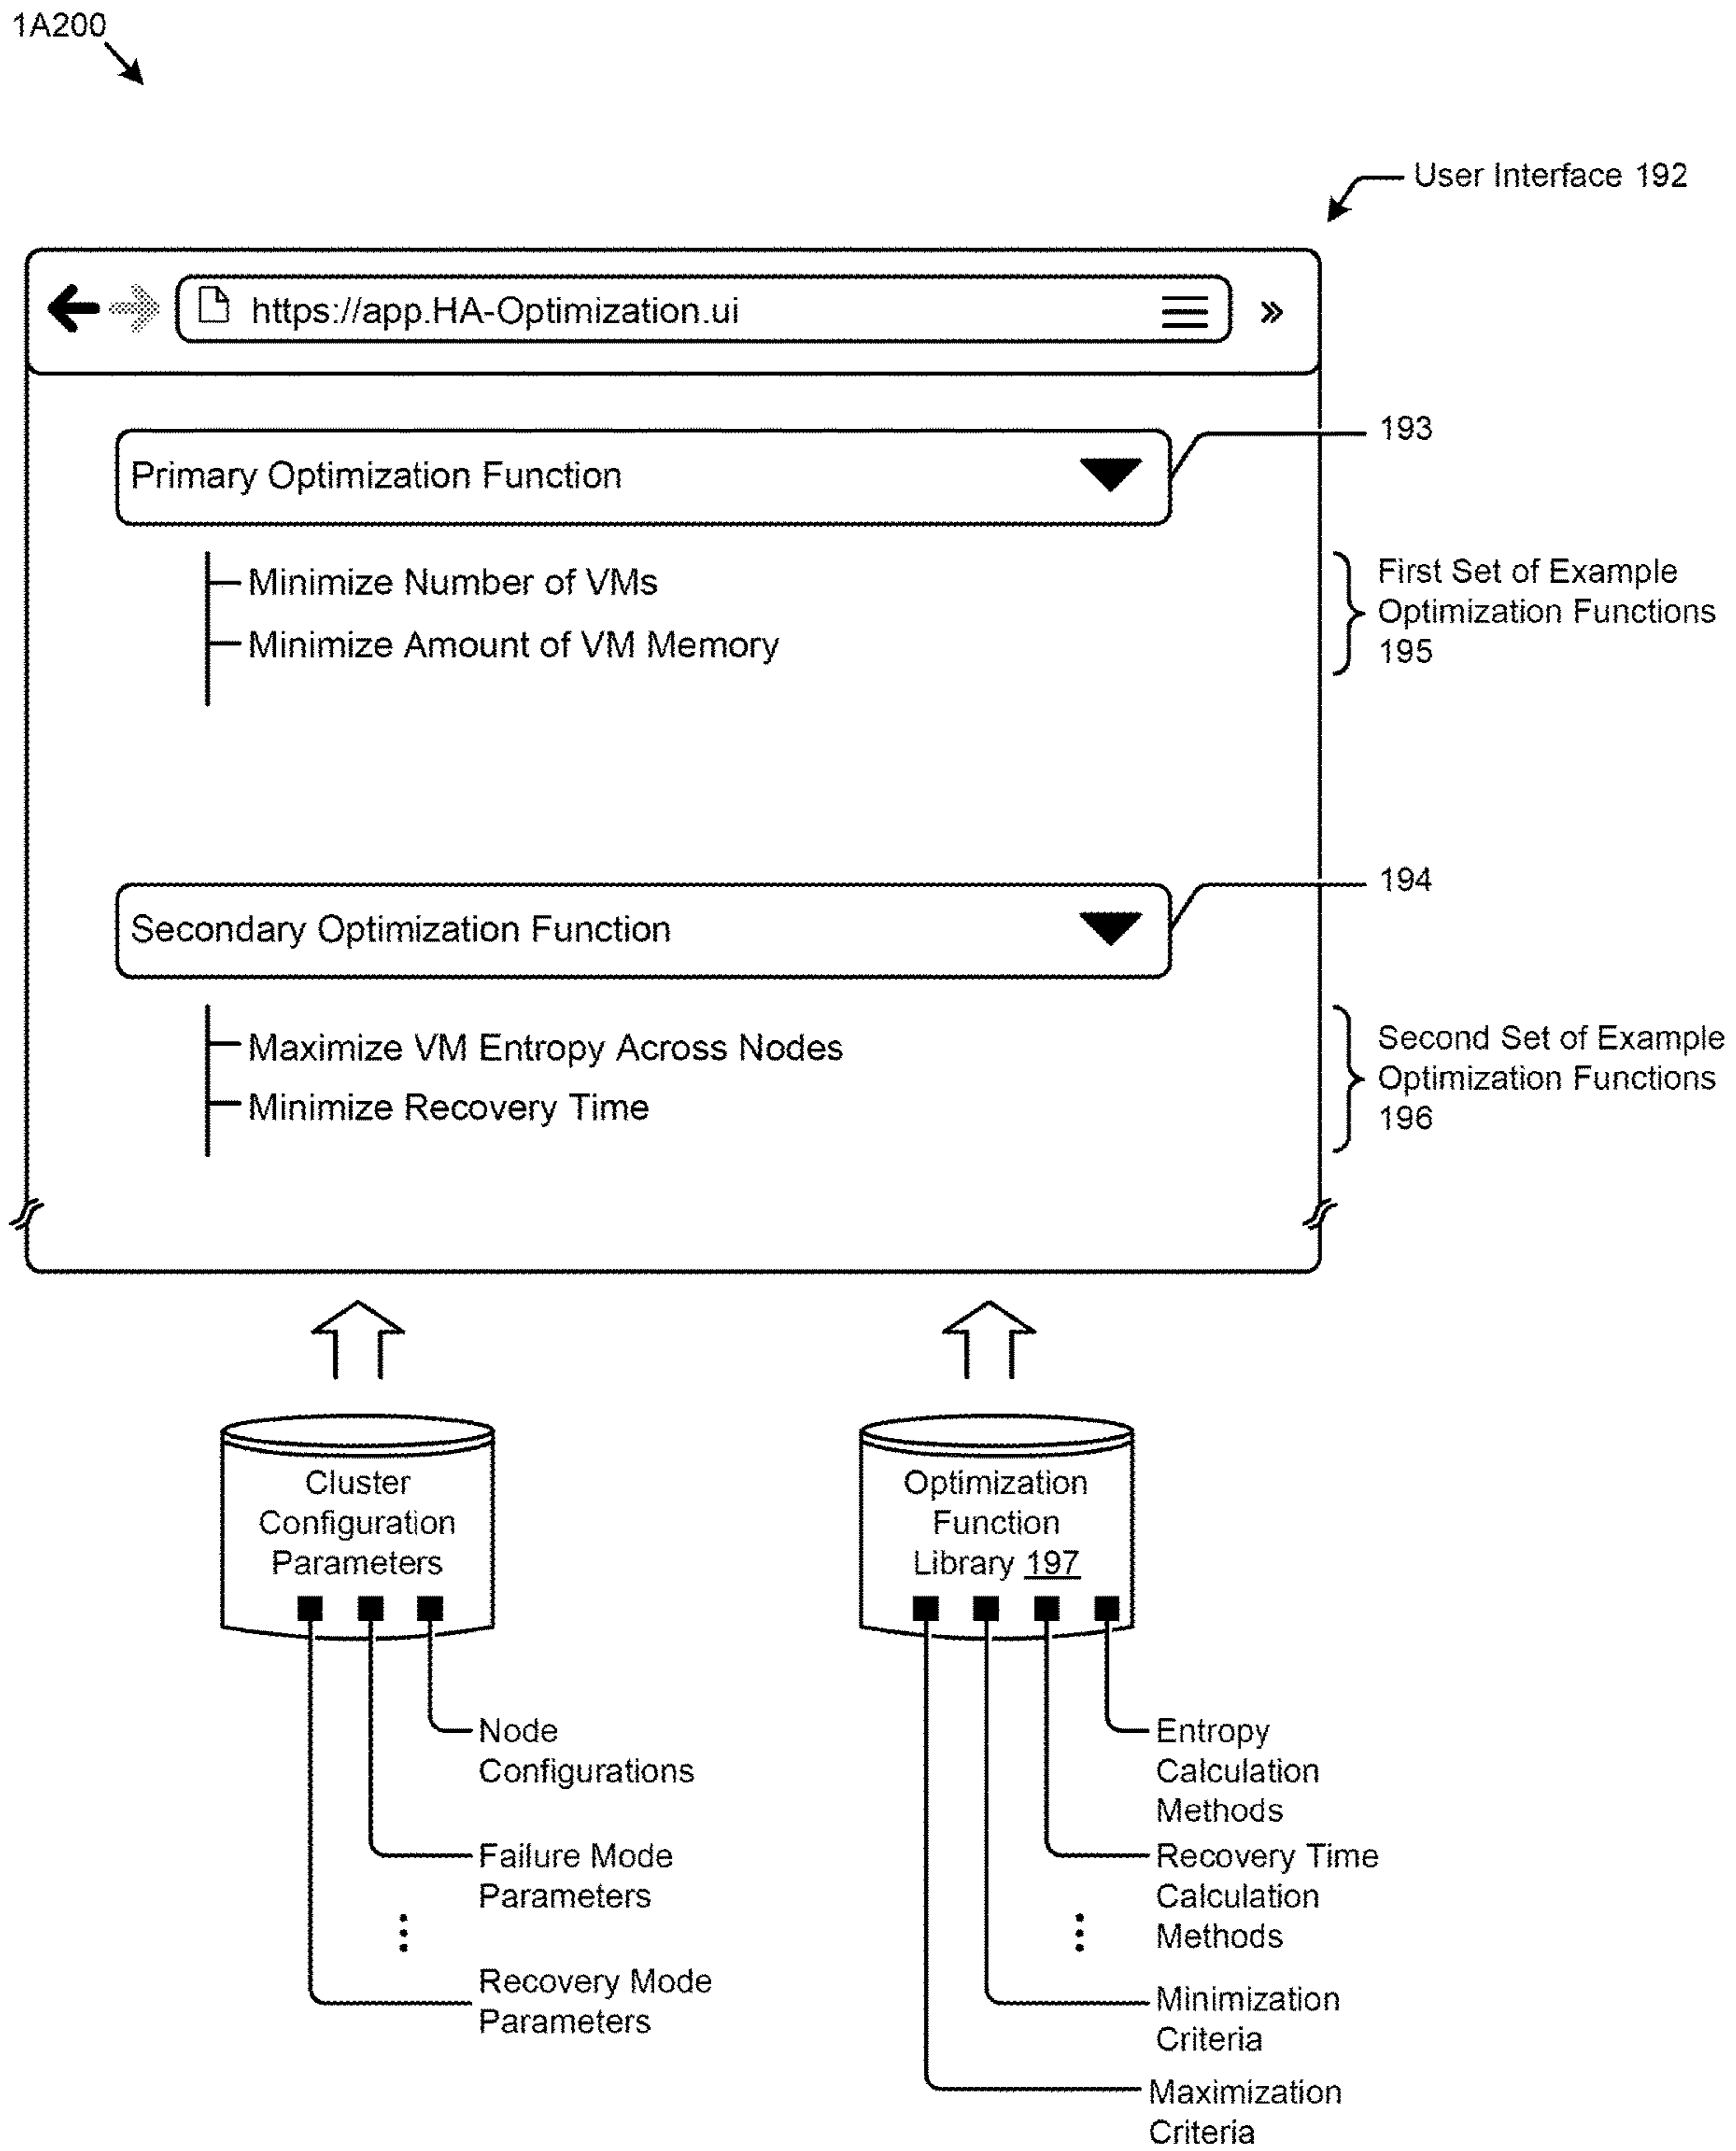 1A200
User Interface 192
https://app.HA-Optimization.ui
»
193
Primary Optimization Function
Minimize Number of VMs
Minimize Amount of VM Memory
First Set of Example
Optimization Functions
195
194
Secondary Optimization Function
Maximize VM Entropy Across Nodes
Minimize Recovery Time
Second Set of Example
Optimization Functions
196
Cluster
Configuration
Parameters
Node
Configurations
Failure Mode
Parameters
Recovery Mode
Parameters
Optimization
Function
Library 197
Entropy
Calculation
Methods
Recovery Time
Calculation
Methods
Minimization
Criteria
Maximization
Criteria